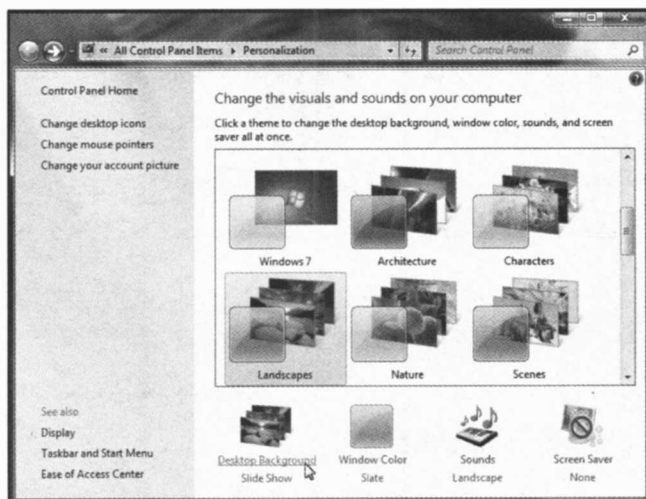 « All Control Panel Items ▸ Personalization
Search Control Panel
Control Panel Home
Change desktop icons
Change mouse pointers
Change your account picture
Change the visuals and sounds on your computer
Click a theme to change the desktop background, window color, sounds, and screen
saver all at once.
Windows 7
Architecture
Characters
Landscapes
Nature
Scenes
See also
Display
Taskbar and Start Menu
Ease of Access Center
Desktop Background
Slide Show
Window Color
Slate
Sounds
Landscape
Screen Saver
None